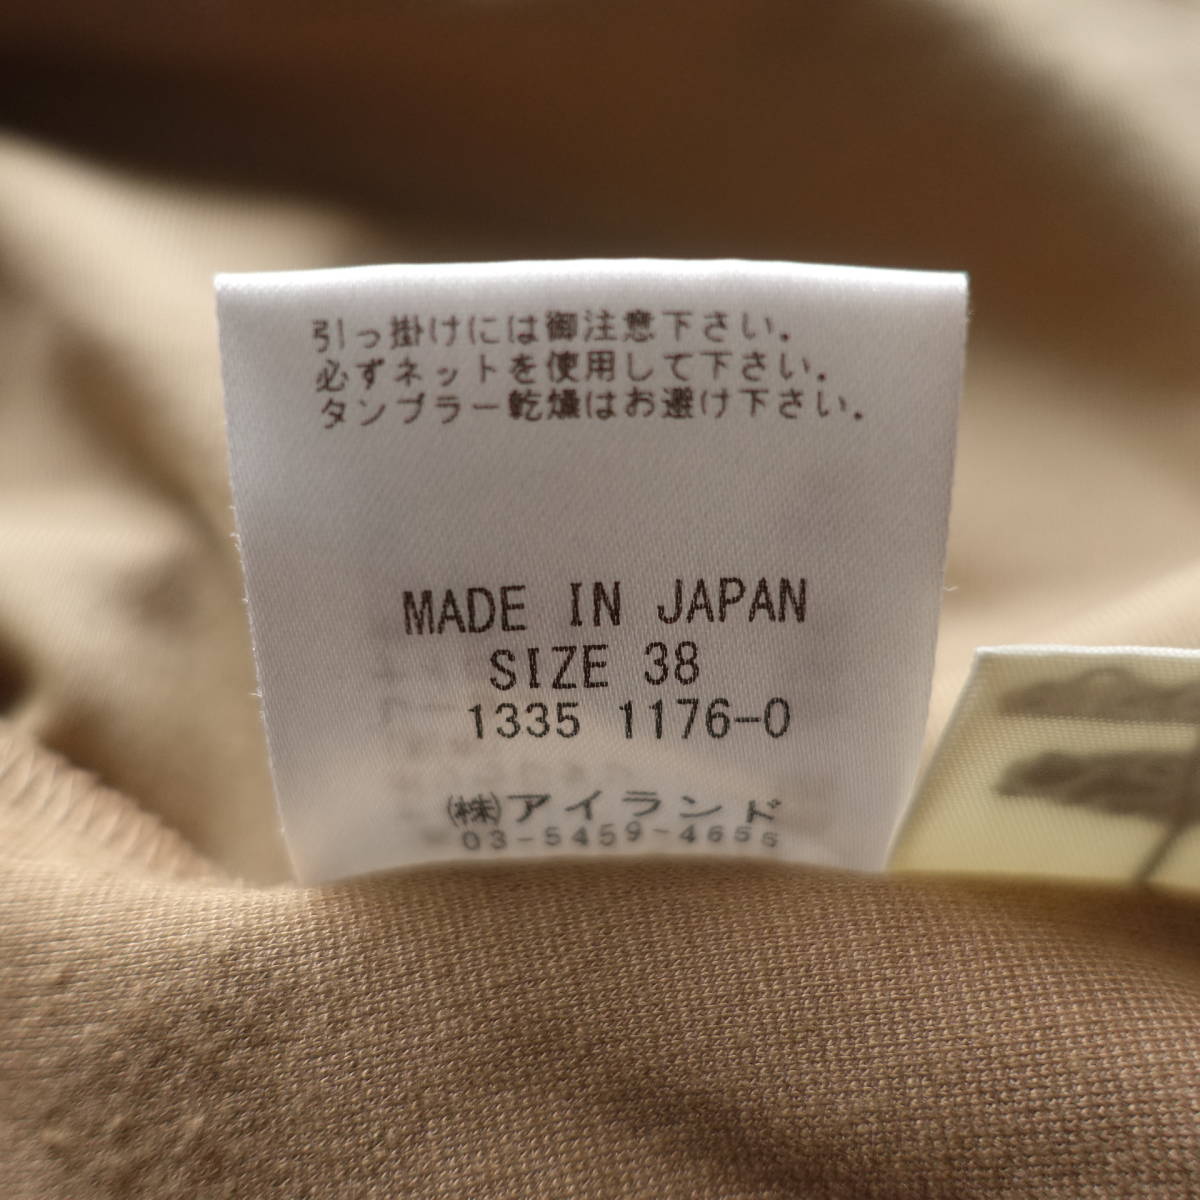 引っ掛けには御注意下さい.
必ずネットを使用して下さい.
タンブラー乾燥はお避け下さい.
MADE IN JAPAN
SIZE 38
1335 1176-0
㈱アイランド
03-5459-4655